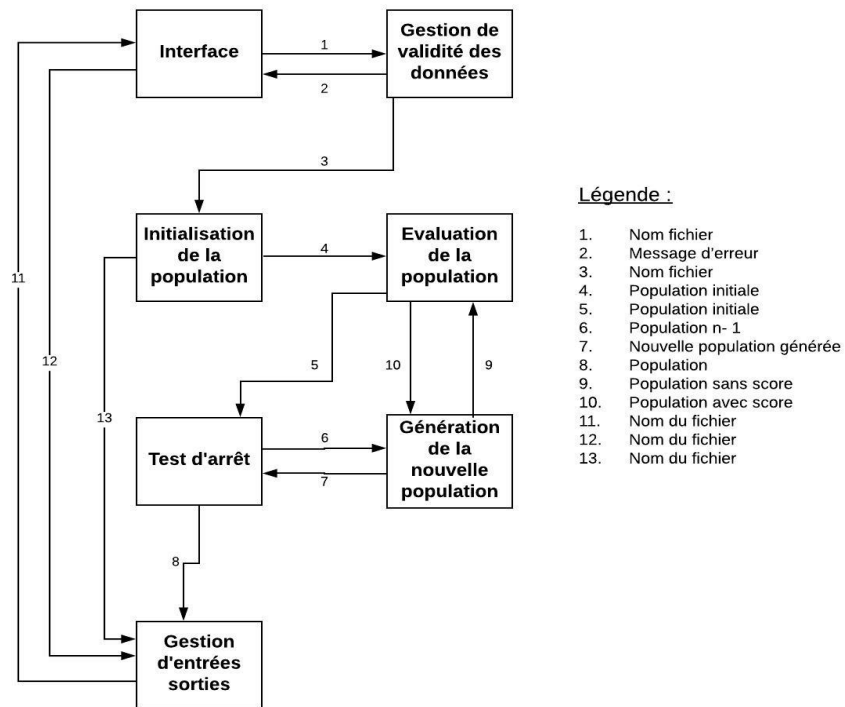 Interface
1
Gestion de
validité des
données
2
3
Initialisation
de la
population
4
Evaluation
de la
population
11
12
13
5
10
9
Test d'arrêt
6
7
Génération
de la
nouvelle
population
8
Gestion
d'entrées
sorties
Légende :
1. Nom fichier
2. Message d'erreur
3. Nom fichier
4. Population initiale
5. Population initiale
6. Population n- 1
7. Nouvelle population générée
8. Population
9. Population sans score
10. Population avec score
11. Nom du fichier
12. Nom du fichier
13. Nom du fichier